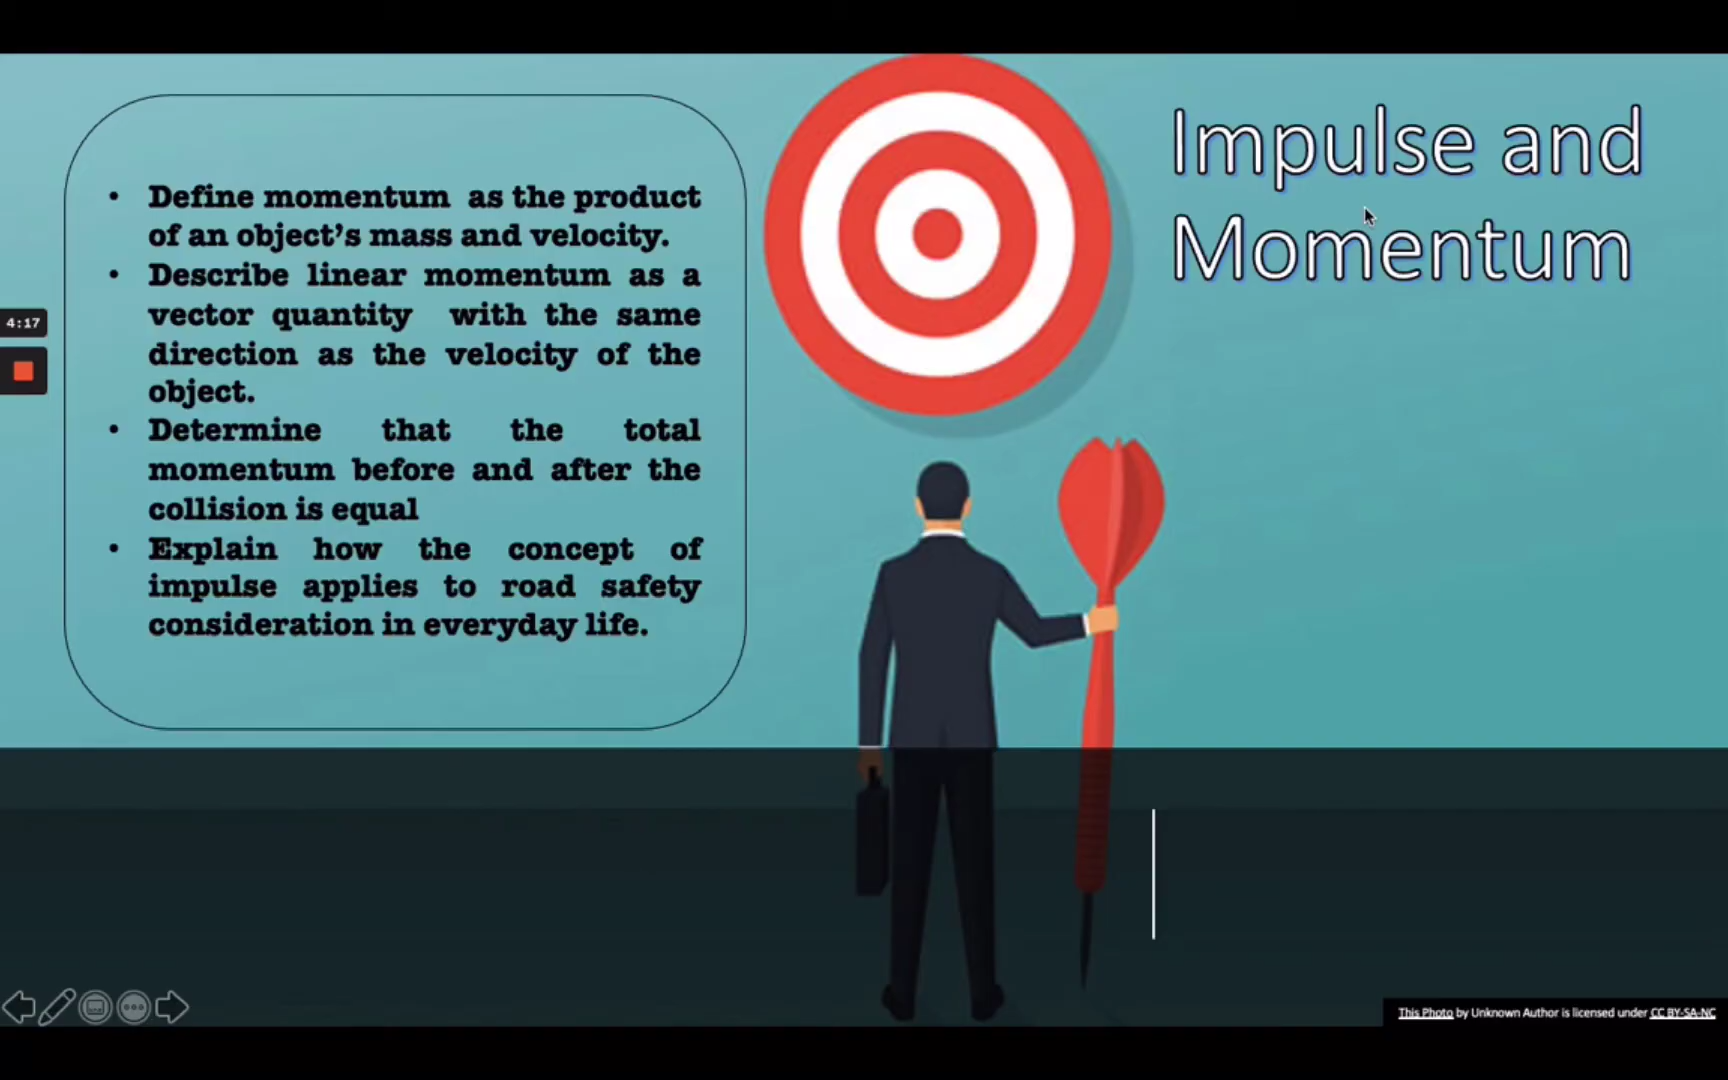 Impulse and
Momentum
• Define momentum as the product
of an object’s mass and velocity.
• Describe linear momentum as a
vector quantity with the same
direction as the velocity of the
object.
• Determine that the total
momentum before and after the
collision is equal
• Explain how the concept of
impulse applies to road safety
consideration in everyday life.
4:17
This Photo by Unknown Author is licensed under CC BY-SA-NC